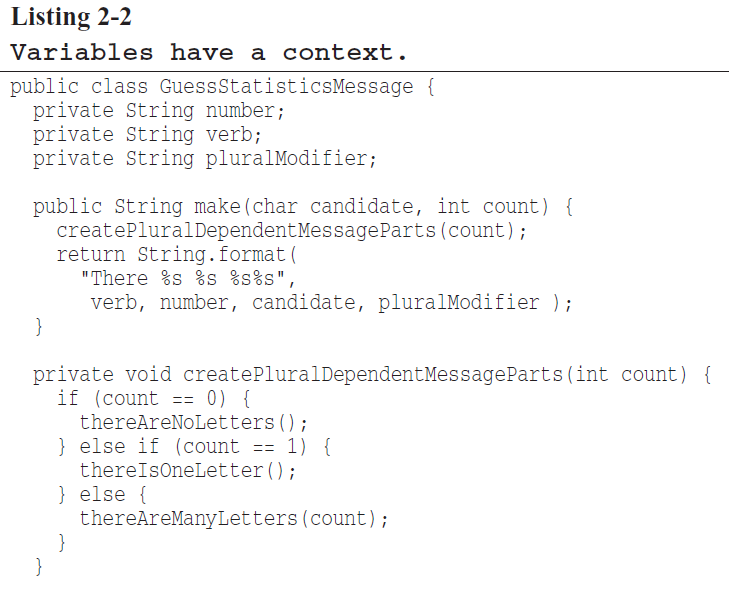 Listing 2-2
Variables have a context.
public class GuessStatisticsMessage {
  private String number;
  private String verb;
  private String pluralModifier;

  public String make(char candidate, int count) {
    createPluralDependentMessageParts(count);
    return String.format(
      "There %s %s %s%s",
       verb, number, candidate, pluralModifier );
  }

  private void createPluralDependentMessageParts(int count) {
    if (count == 0) {
      thereAreNoLetters();
    } else if (count == 1) {
      thereIsOneLetter();
    } else {
      thereAreManyLetters(count);
    }
  }